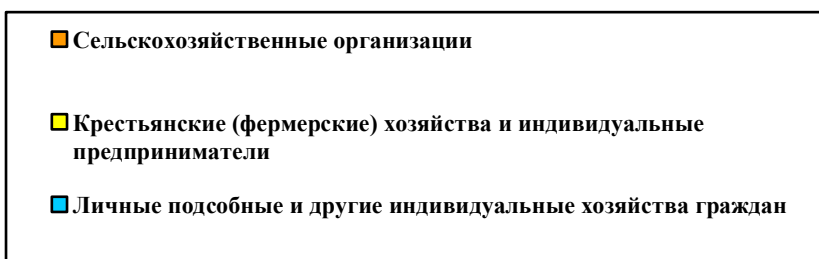 Сельскохозяйственные организации
Крестьянские (фермерские) хозяйства и индивидуальные
предприниматели
Личные подсобные и другие индивидуальные хозяйства граждан